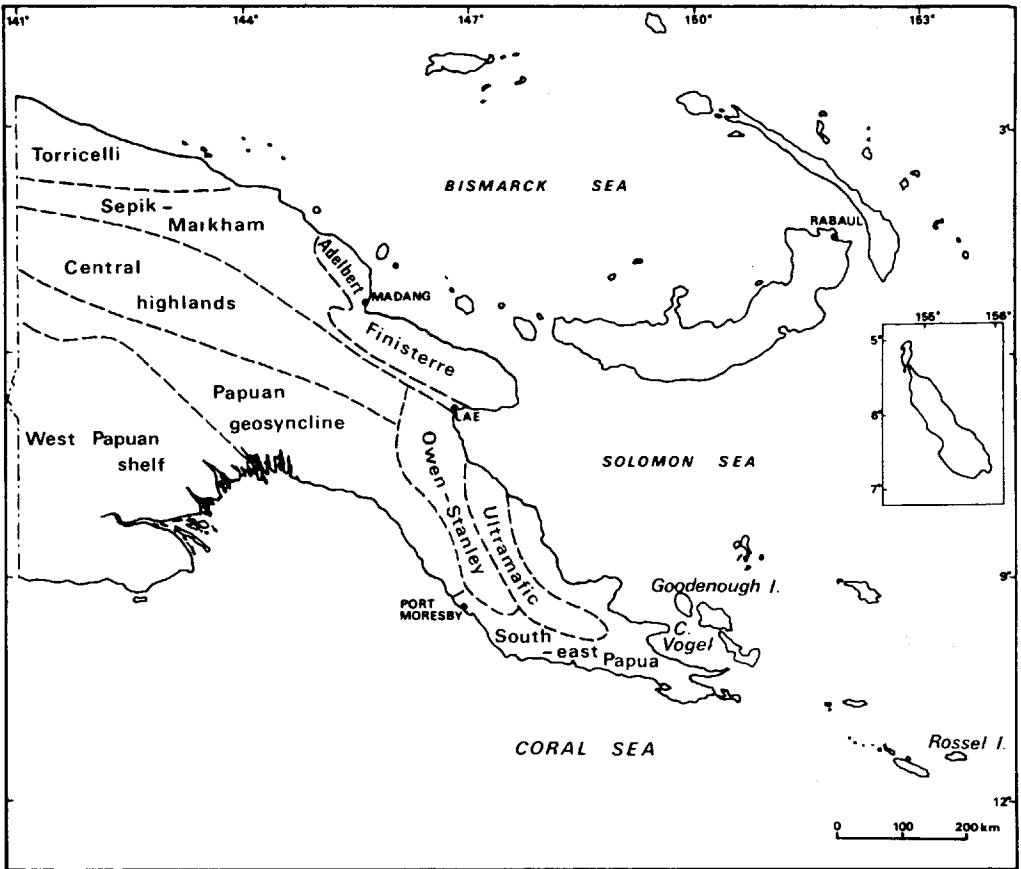 141°
144°
147°
150°
153°
3°
Torricelli
Sepik –
Markham
BISMARCK SEA
RABAUL
Adelbert
Central
highlands
MADANG
Finisterre
155°
156°
5°
6°
7°
Papuan
geosyncline
LAE
West Papuan
shelf
Owen – Stanley
Ultramafic
SOLOMON SEA
9°
Goodenough I.
C.
Vogel
PORT
MORESBY
South
– east Papua
CORAL SEA
Rossel I.
12°
0 100 200 km